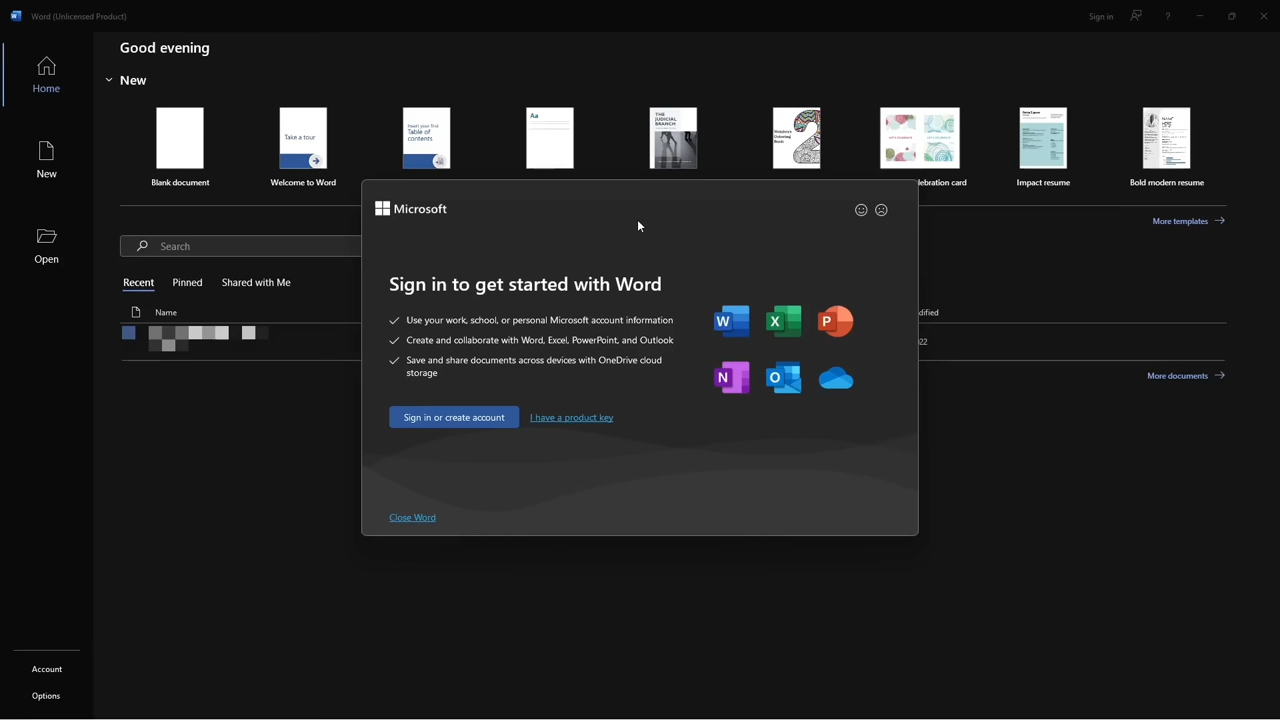 Word (Unlicensed Product)
Sign in
?
Good evening
Home
New
New
Open
Take a tour
Insert your first
Table of
contents
Aa
THE
JUDICIAL
BRANCH
Blank document
Welcome to Word
lebration card
Impact resume
Bold modern resume
More templates
Search
Recent
Pinned
Shared with Me
Name
dified
22
More documents
Microsoft
Sign in to get started with Word
Use your work, school, or personal Microsoft account information
Create and collaborate with Word, Excel, PowerPoint, and Outlook
Save and share documents across devices with OneDrive cloud
storage
W
X
P
N
O
Sign in or create account
I have a product key
Close Word
Account
Options